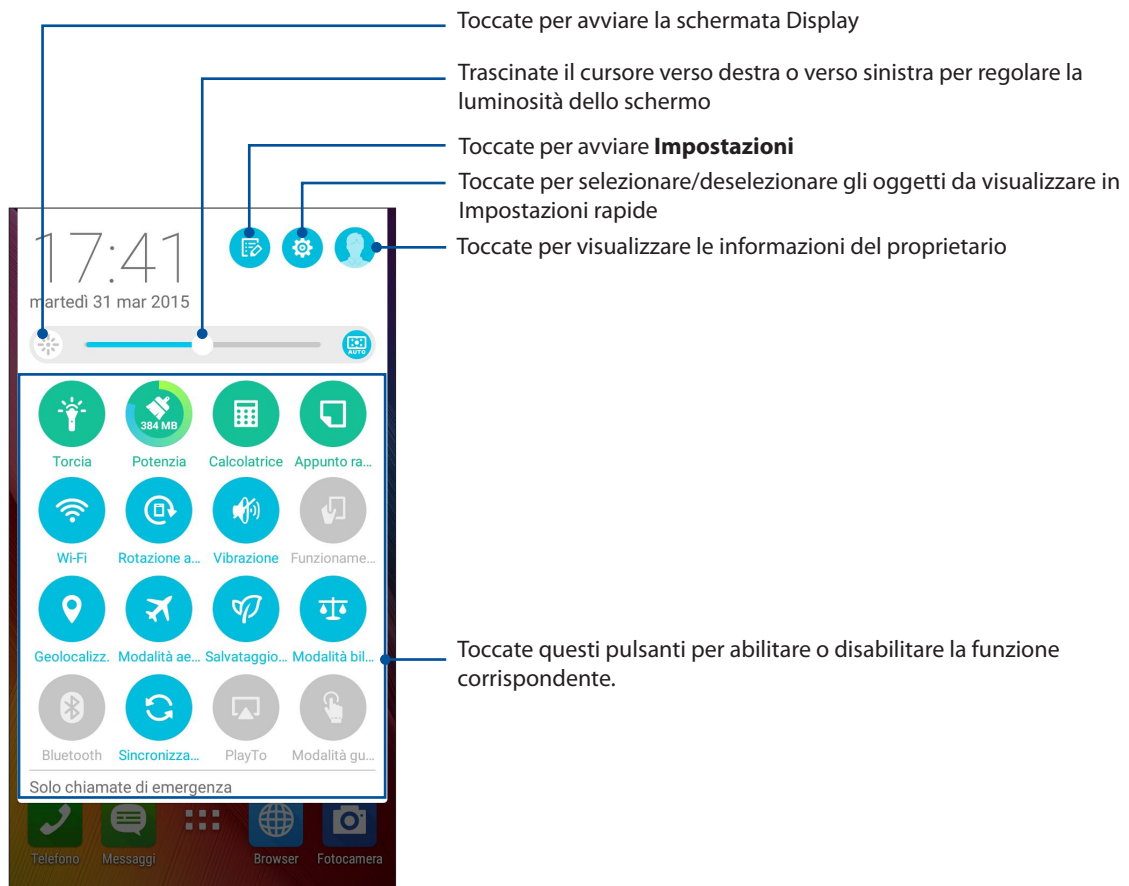 Toccate per avviare la schermata Display
Trascinate il cursore verso destra o verso sinistra per regolare la
luminosità dello schermo
Toccate per avviare Impostazioni
Toccate per selezionare/deselezionare gli oggetti da visualizzare in
Impostazioni rapide
Toccate per visualizzare le informazioni del proprietario
17:41
martedì 31 mar 2015
AUTO
384 MB
Torcia Potenzia Calcolatrice Appunto ra...
Wi-Fi Rotazione a... Vibrazione Funzioname...
Geolocalizz. Modalità ae... Salvataggio... Modalità bil...
Toccate questi pulsanti per abilitare o disabilitare la funzione
corrispondente.
Bluetooth Sincronizza... PlayTo Modalità gu...
Solo chiamate di emergenza
Telefono Messaggi Browser Fotocamera